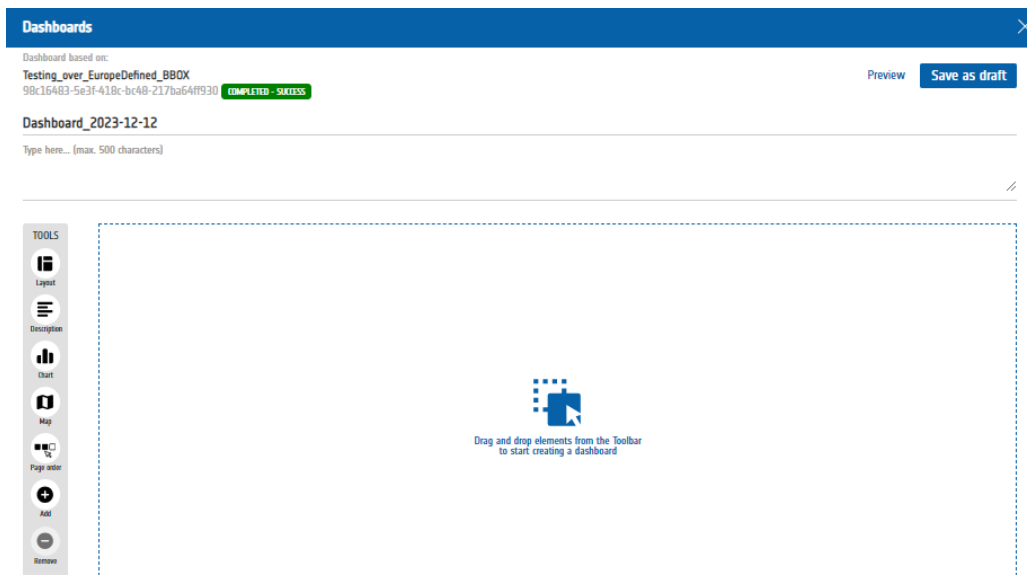 Dashboards
Dashboard based on:
Testing_over_EuropeDefined_BBOX
98c16483-5e3f-418c-bc48-217ba64ff930 COMPLETED - SUCCESS
Preview
Save as draft
Dashboard_2023-12-12
Type here... (max. 500 characters)
TOOLS
Layout
Description
Chart
Map
Page order
Add
Remove
Drag and drop elements from the Toolbar
to start creating a dashboard